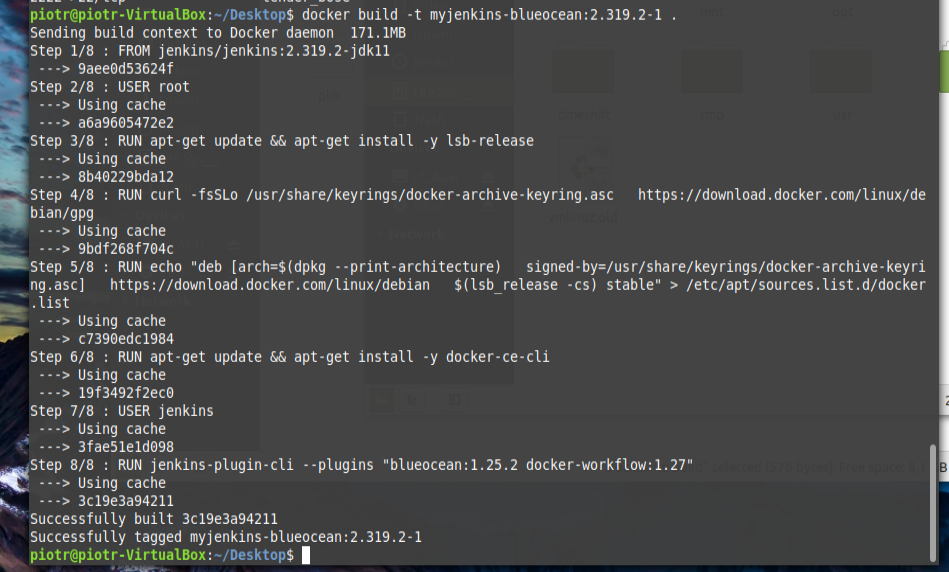 piotr@piotr-VirtualBox:~/Desktop$ docker build -t myjenkins-blueocean:2.319.2-1 .
Sending build context to Docker daemon  171.1MB
Step 1/8 : FROM jenkins/jenkins:2.319.2-jdk11
 ---> 9aee0d53624f
Step 2/8 : USER root
 ---> Using cache
 ---> a6a9605472e2
Step 3/8 : RUN apt-get update && apt-get install -y lsb-release
 ---> Using cache
 ---> 8b40229bda12
Step 4/8 : RUN curl -fsSLo /usr/share/keyrings/docker-archive-keyring.asc   https://download.docker.com/linux/de
bian/gpg
 ---> Using cache
 ---> 9bdf268f704c
Step 5/8 : RUN echo "deb [arch=$(dpkg --print-architecture)   signed-by=/usr/share/keyrings/docker-archive-keyri
ng.asc]   https://download.docker.com/linux/debian   $(lsb_release -cs) stable" > /etc/apt/sources.list.d/docker
.list
 ---> Using cache
 ---> c7390edc1984
Step 6/8 : RUN apt-get update && apt-get install -y docker-ce-cli
 ---> Using cache
 ---> 19f3492f2ec0
Step 7/8 : USER jenkins
 ---> Using cache
 ---> 3fae51e1d098
Step 8/8 : RUN jenkins-plugin-cli --plugins "blueocean:1.25.2 docker-workflow:1.27"
 ---> Using cache
 ---> 3c19e3a94211
Successfully built 3c19e3a94211
Successfully tagged myjenkins-blueocean:2.319.2-1
piotr@piotr-VirtualBox:~/Desktop$